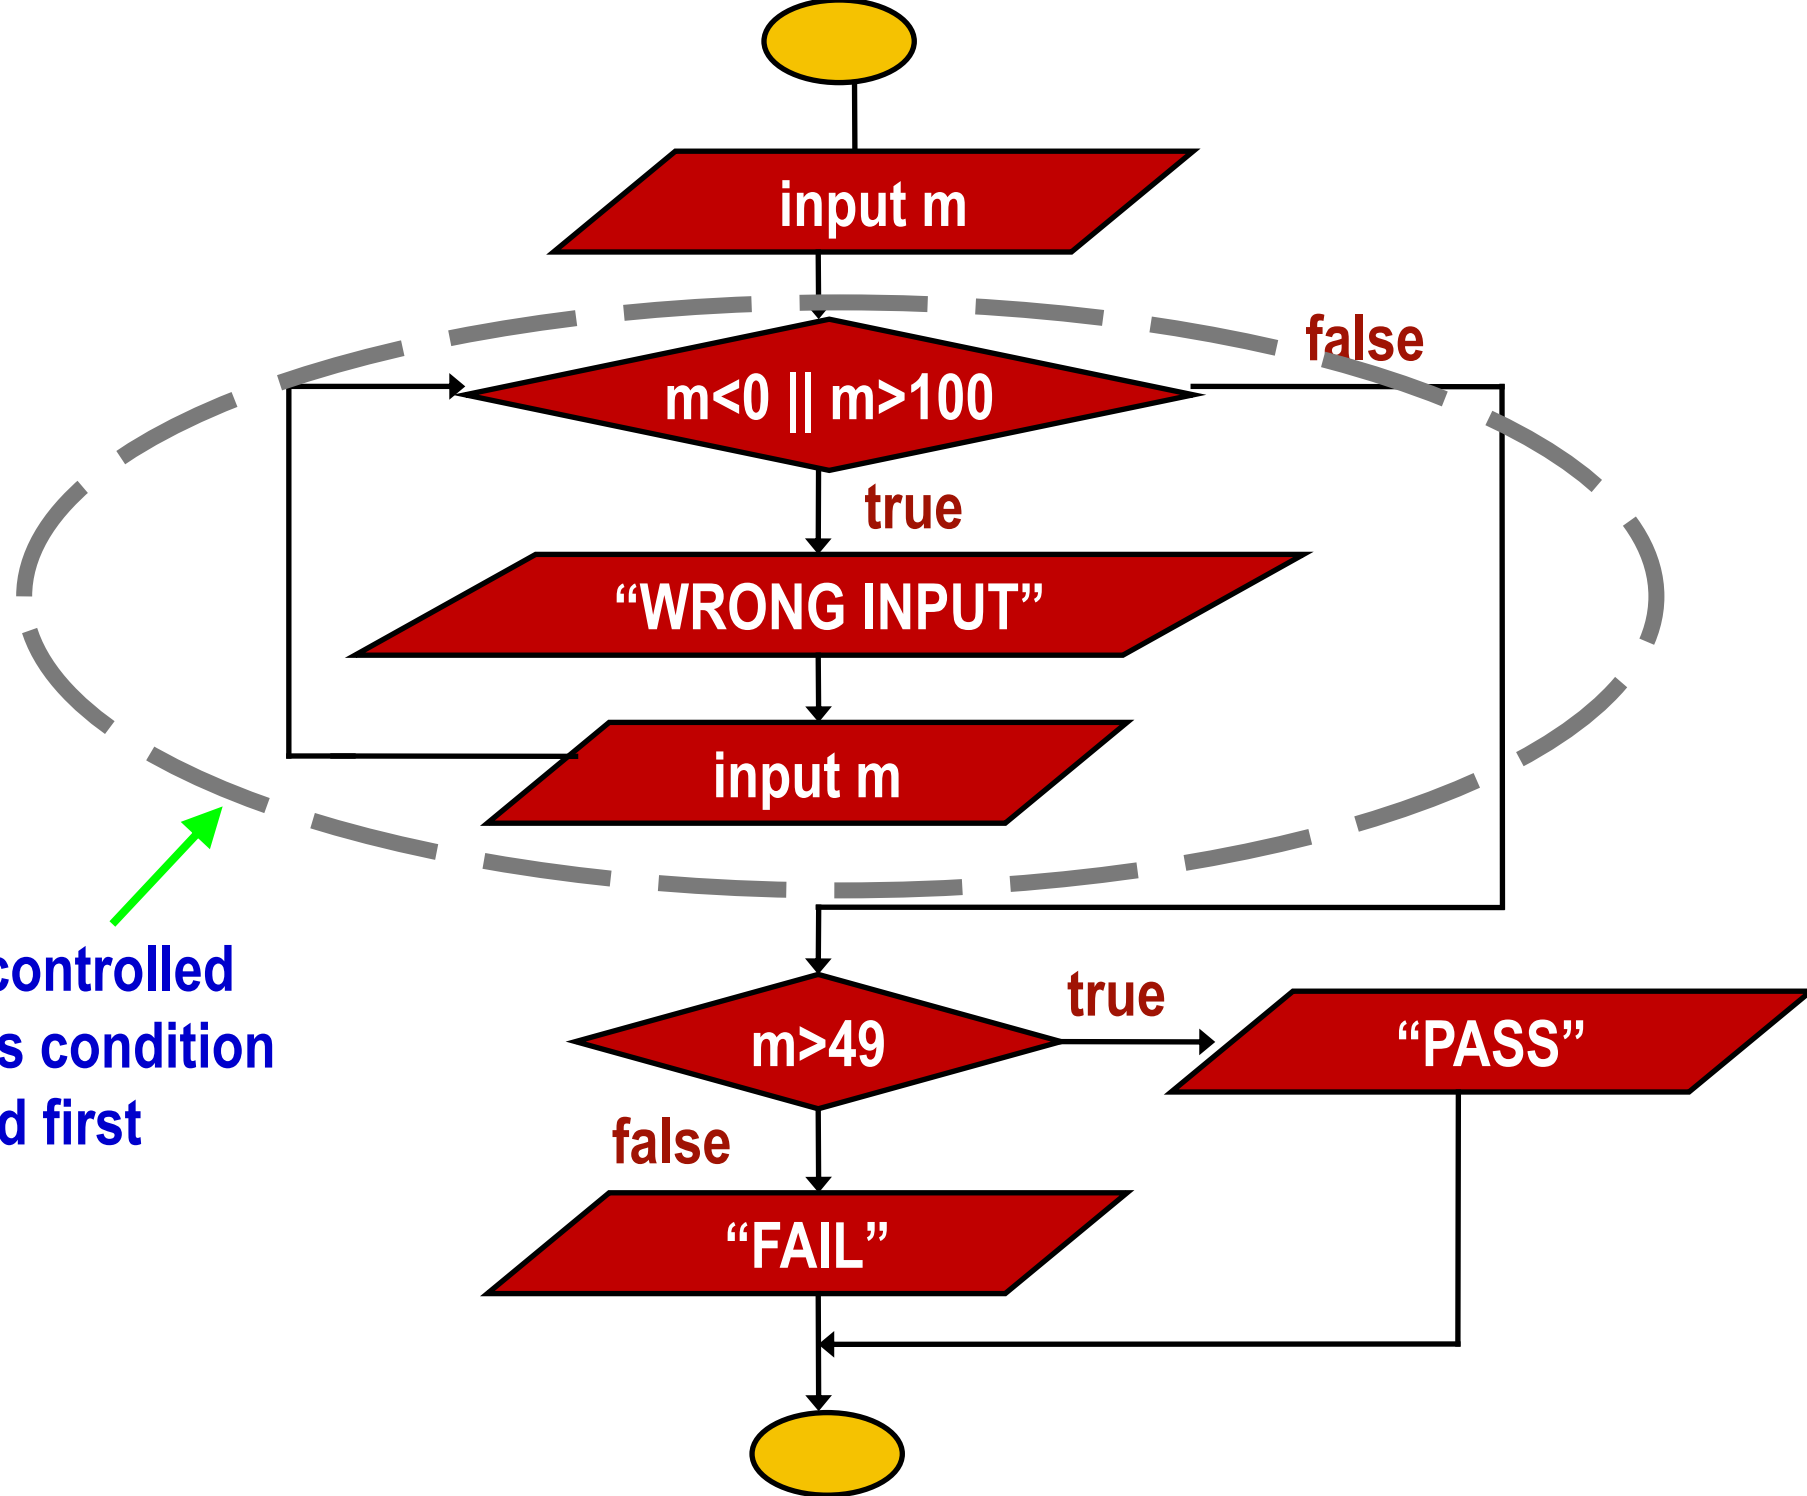 input m
false
m<0 || m>100
true
“WRONG INPUT”
input m
controlled
condition
first
true
m>49
“PASS”
false
“FAIL”